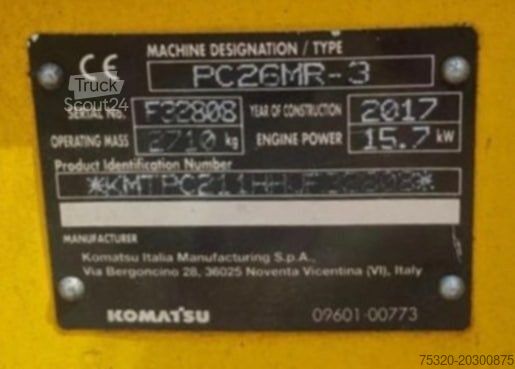 MACHINE DESIGNATION / TYPE
CE
PC26MR-3
Truck
Scout24
SERIAL No. F32808 YEAR OF CONSTRUCTION 2017
OPERATING MASS 2710 kg ENGINE POWER 15.7 kW
Product Identification Number
MANUFACTURER
Komatsu Italia Manufacturing S.p.A.,
Via Bergoncino 28, 36025 Noventa Vicentina (VI), Italy
KOMATSU 09601-00773
75320-20300875